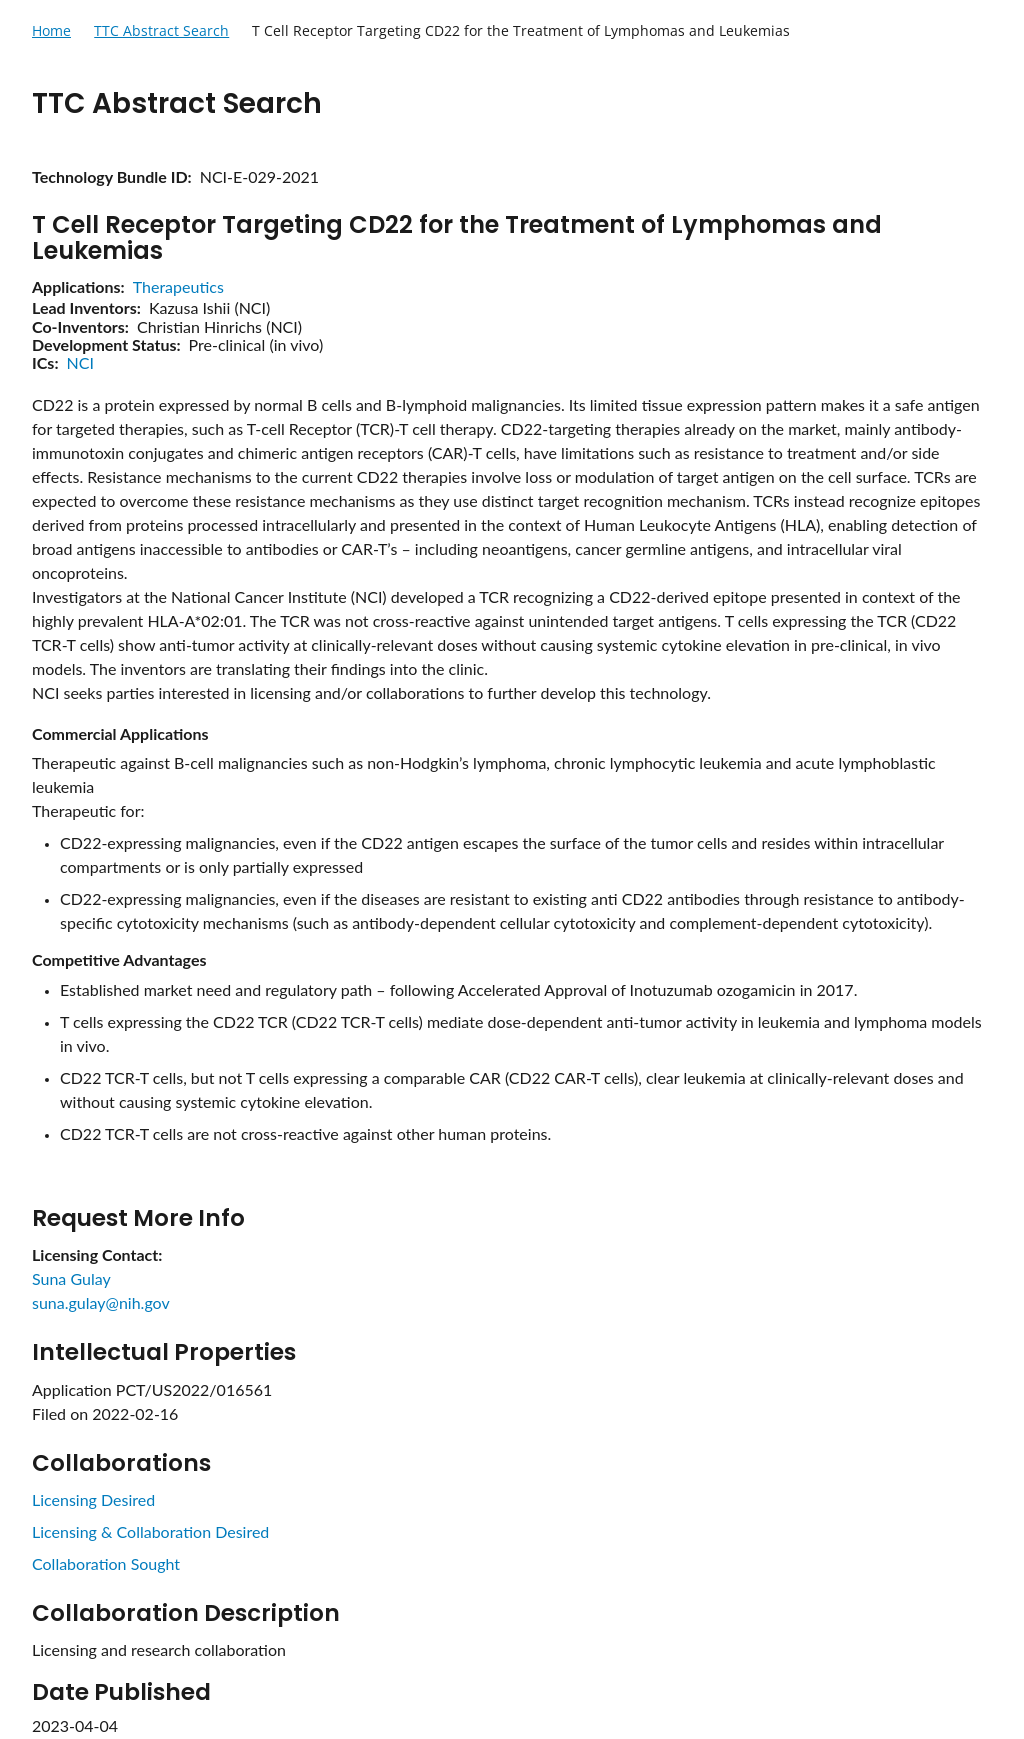 Home TTC Abstract Search T Cell Receptor Targeting CD22 for the Treatment of Lymphomas and Leukemias
TTC Abstract Search
Technology Bundle ID: NCI-E-029-2021
T Cell Receptor Targeting CD22 for the Treatment of Lymphomas and
Leukemias
Applications: Therapeutics
Lead Inventors: Kazusa Ishii (NCI)
Co-Inventors: Christian Hinrichs (NCI)
Development Status: Pre-clinical (in vivo)
ICs: NCI
CD22 is a protein expressed by normal B cells and B-lymphoid malignancies. Its limited tissue expression pattern makes it a safe antigen
for targeted therapies, such as T-cell Receptor (TCR)-T cell therapy. CD22-targeting therapies already on the market, mainly antibody-
immunotoxin conjugates and chimeric antigen receptors (CAR)-T cells, have limitations such as resistance to treatment and/or side
effects. Resistance mechanisms to the current CD22 therapies involve loss or modulation of target antigen on the cell surface. TCRs are
expected to overcome these resistance mechanisms as they use distinct target recognition mechanism. TCRs instead recognize epitopes
derived from proteins processed intracellularly and presented in the context of Human Leukocyte Antigens (HLA), enabling detection of
broad antigens inaccessible to antibodies or CAR-T’s – including neoantigens, cancer germline antigens, and intracellular viral
oncoproteins.
Investigators at the National Cancer Institute (NCI) developed a TCR recognizing a CD22-derived epitope presented in context of the
highly prevalent HLA-A*02:01. The TCR was not cross-reactive against unintended target antigens. T cells expressing the TCR (CD22
TCR-T cells) show anti-tumor activity at clinically-relevant doses without causing systemic cytokine elevation in pre-clinical, in vivo
models. The inventors are translating their findings into the clinic.
NCI seeks parties interested in licensing and/or collaborations to further develop this technology.
Commercial Applications
Therapeutic against B-cell malignancies such as non-Hodgkin’s lymphoma, chronic lymphocytic leukemia and acute lymphoblastic
leukemia
Therapeutic for:
• CD22-expressing malignancies, even if the CD22 antigen escapes the surface of the tumor cells and resides within intracellular
compartments or is only partially expressed
• CD22-expressing malignancies, even if the diseases are resistant to existing anti CD22 antibodies through resistance to antibody-
specific cytotoxicity mechanisms (such as antibody-dependent cellular cytotoxicity and complement-dependent cytotoxicity).
Competitive Advantages
• Established market need and regulatory path – following Accelerated Approval of Inotuzumab ozogamicin in 2017.
• T cells expressing the CD22 TCR (CD22 TCR-T cells) mediate dose-dependent anti-tumor activity in leukemia and lymphoma models
in vivo.
• CD22 TCR-T cells, but not T cells expressing a comparable CAR (CD22 CAR-T cells), clear leukemia at clinically-relevant doses and
without causing systemic cytokine elevation.
• CD22 TCR-T cells are not cross-reactive against other human proteins.
Request More Info
Licensing Contact:
Suna Gulay
suna.gulay@nih.gov
Intellectual Properties
Application PCT/US2022/016561
Filed on 2022-02-16
Collaborations
Licensing Desired
Licensing & Collaboration Desired
Collaboration Sought
Collaboration Description
Licensing and research collaboration
Date Published
2023-04-04